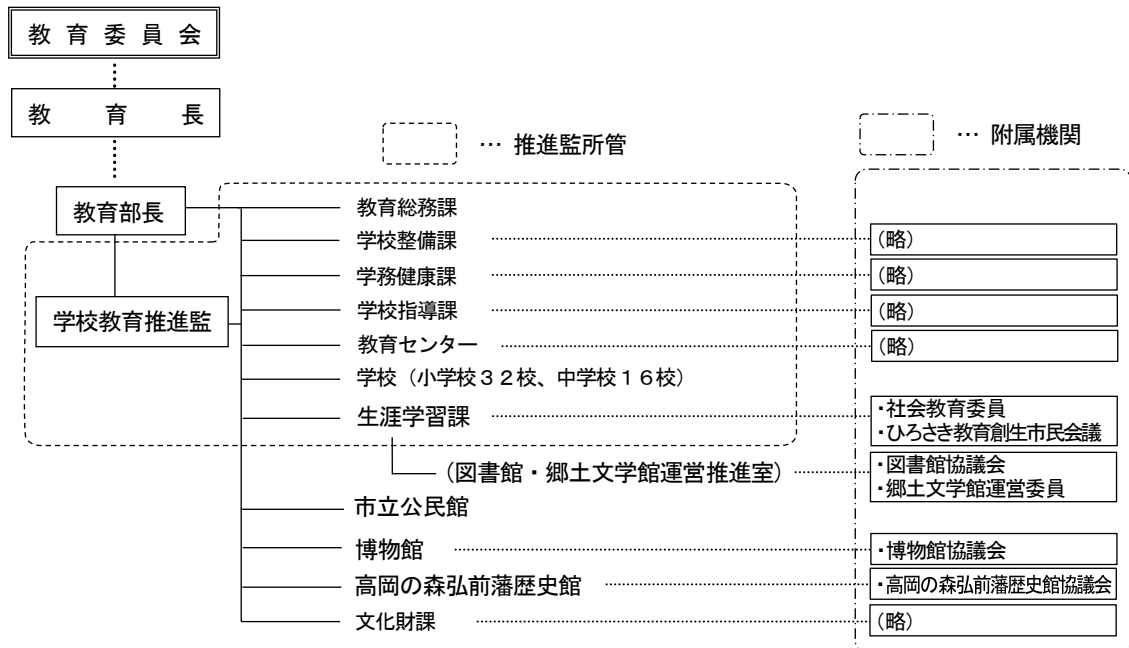 教育委員会
教育長
… 推進監所管
… 附属機関
教育部長
学校教育推進監
教育総務課
学校整備課
(略)
学務健康課
(略)
学校指導課
(略)
教育センター
(略)
学校（小学校３２校、中学校１６校）
生涯学習課
・社会教育委員
・ひろさき教育創生市民会議
（図書館・郷土文学館運営推進室）
・図書館協議会
・郷土文学館運営委員
市立公民館
博物館
・博物館協議会
高岡の森弘前藩歴史館
・高岡の森弘前藩歴史館協議会
文化財課
(略)